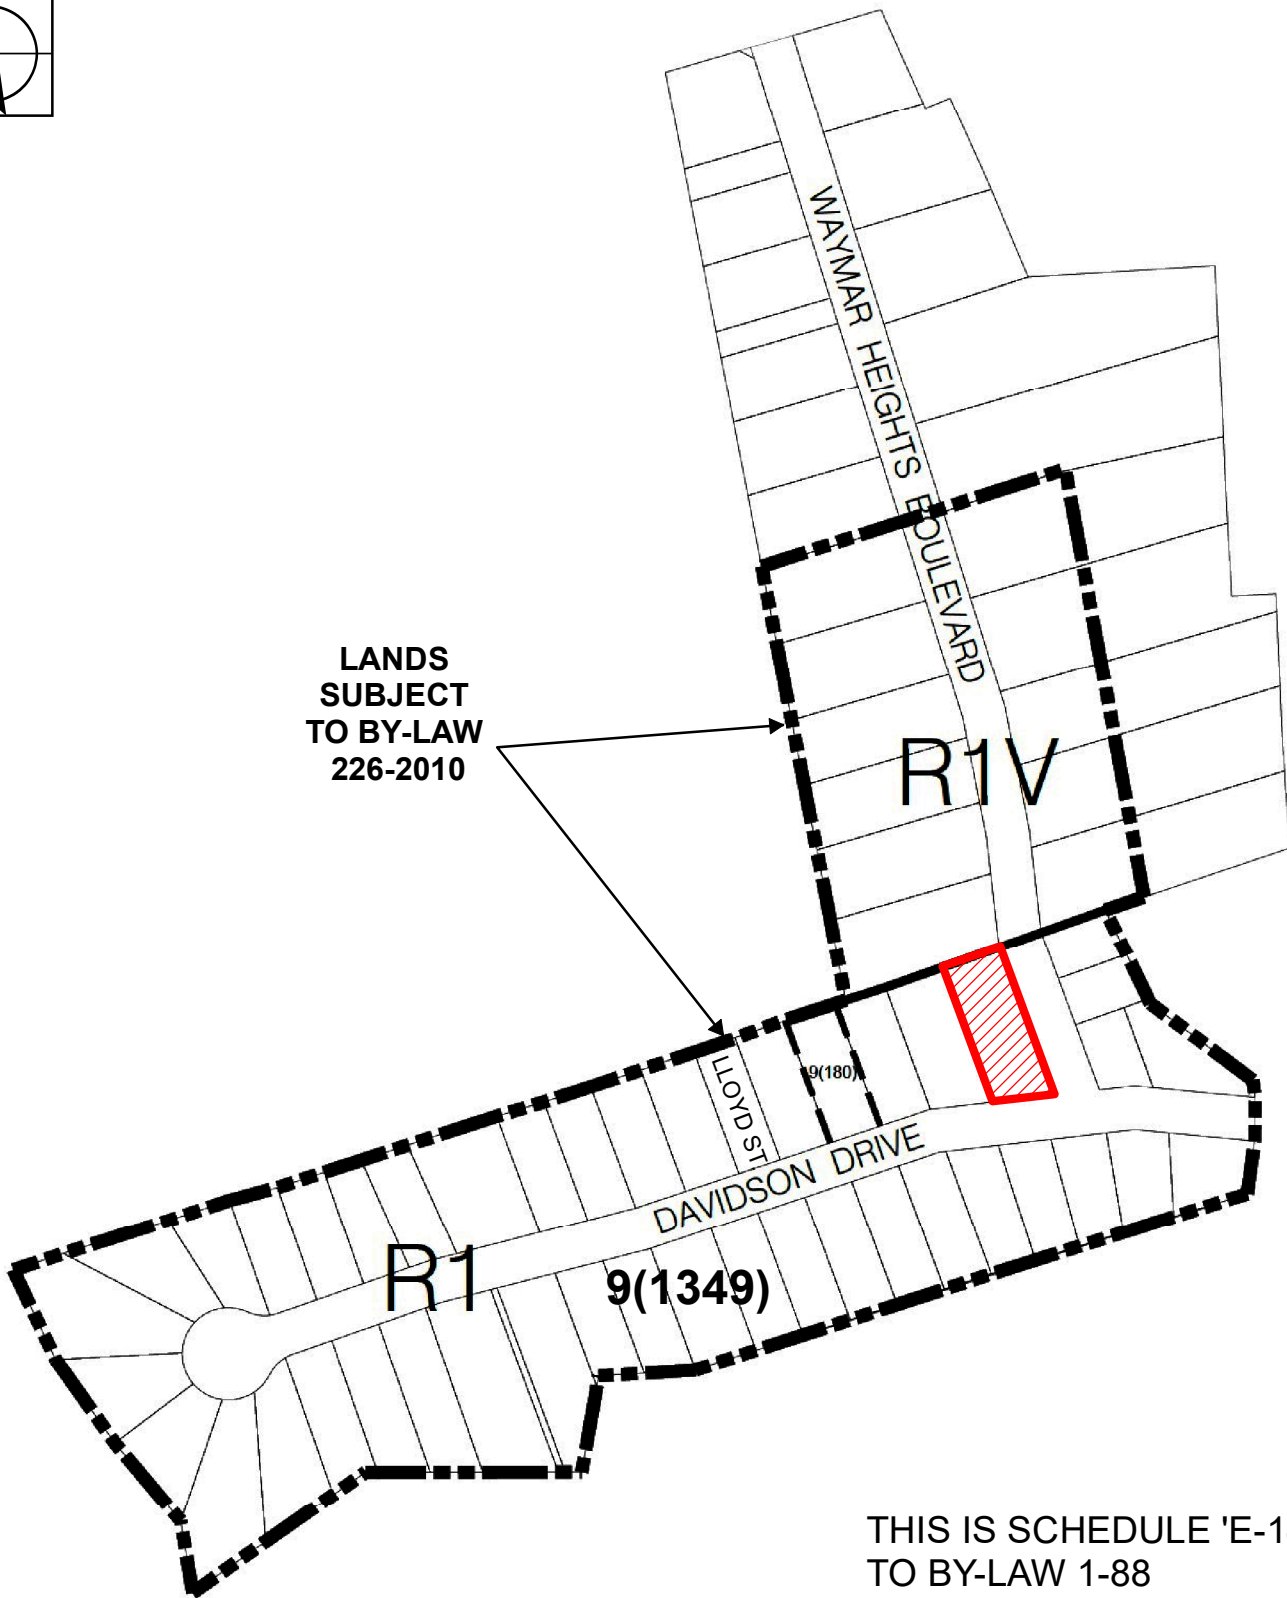 WAYMAR HEIGHTS BOULEVARD
LANDS
SUBJECT
TO BY-LAW
226-2010
R1V
9(180)
LLOYD ST
DAVIDSON DRIVE
R1
9(1349)
THIS IS SCHEDULE 'E-1
TO BY-LAW 1-88